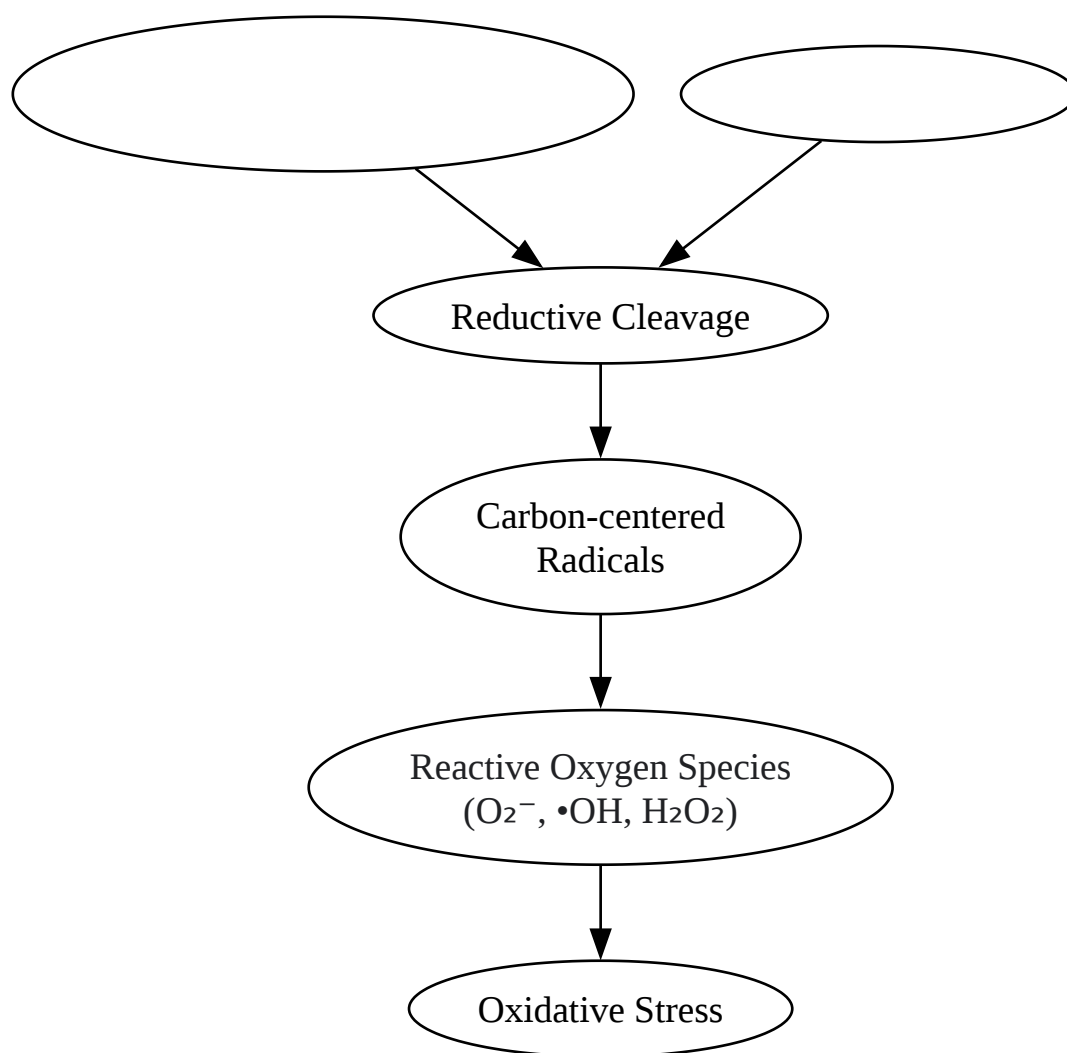 Reductive Cleavage
Carbon-centered
Radicals
Reactive Oxygen Species
(O₂⁻, •OH, H₂O₂)
Oxidative Stress